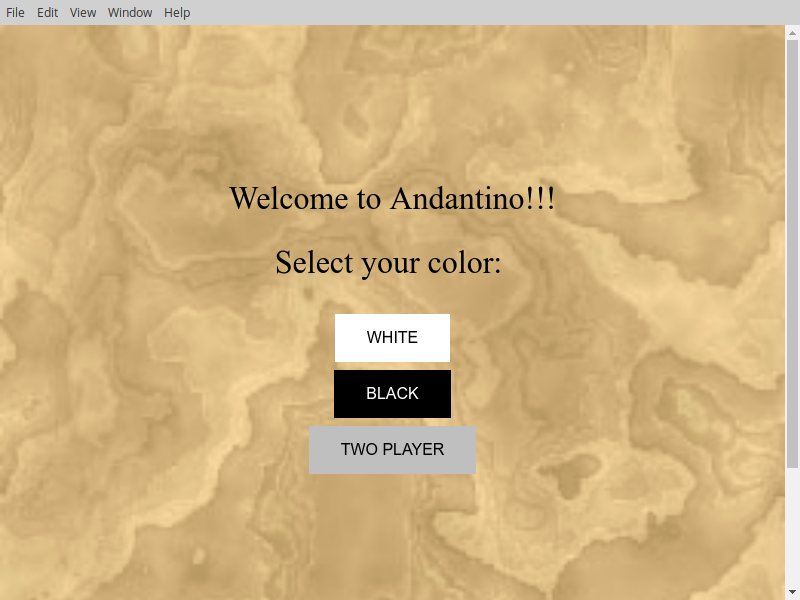 File Edit View Window Help
Welcome to Andantino!!!
Select your color:
WHITE
BLACK
TWO PLAYER